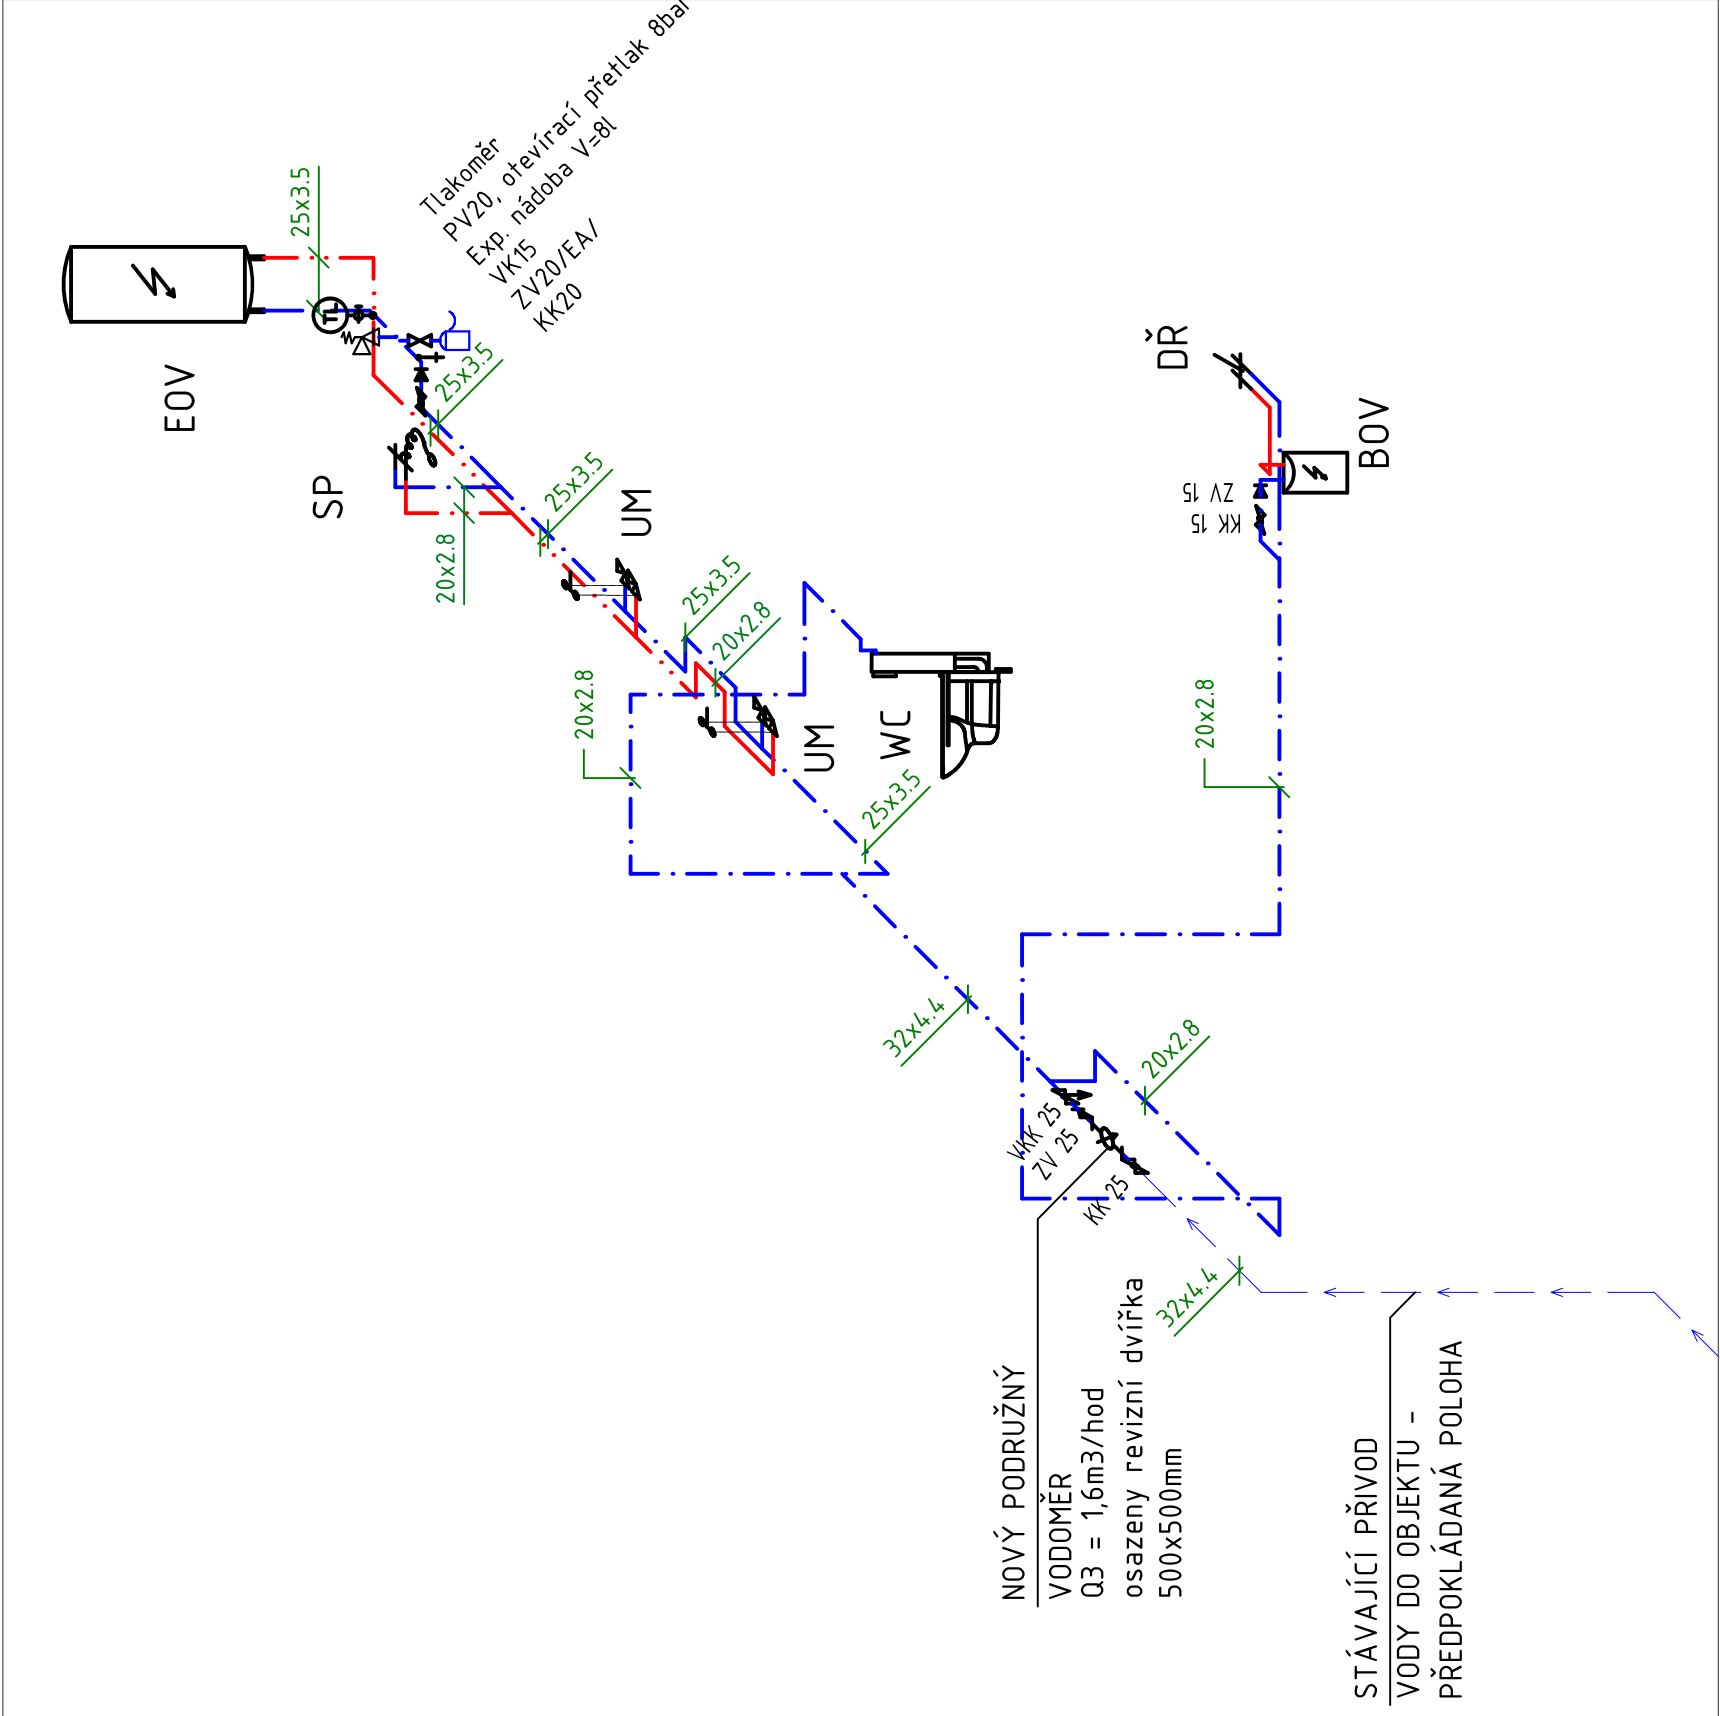 25x3.5
EOV
Tlakoměr
PV20, otevírací přetlak 8bar
Exp. nádoba V=8l
VK15
ZV20/EA/
KK20
TL
25x3.5
SP
20x2.8
25x3.5
UM
25x3.5
20x2.8
20x2.8
UM
WC
25x3.5
DŘ
BOV
ZV 15
KK 15
20x2.8
32x4.4
20x2.8
VKK 25
ZV 25
KK 25
32x4.4
NOVÝ PODRUŽNÝ
VODOMĚR
Q3 = 1,6m3/hod
osazeny revizní dvířka
500x500mm
STÁVAJÍCÍ PŘIVOD
VODY DO OBJEKTU -
PŘEDPOKLÁDANÁ POLOHA